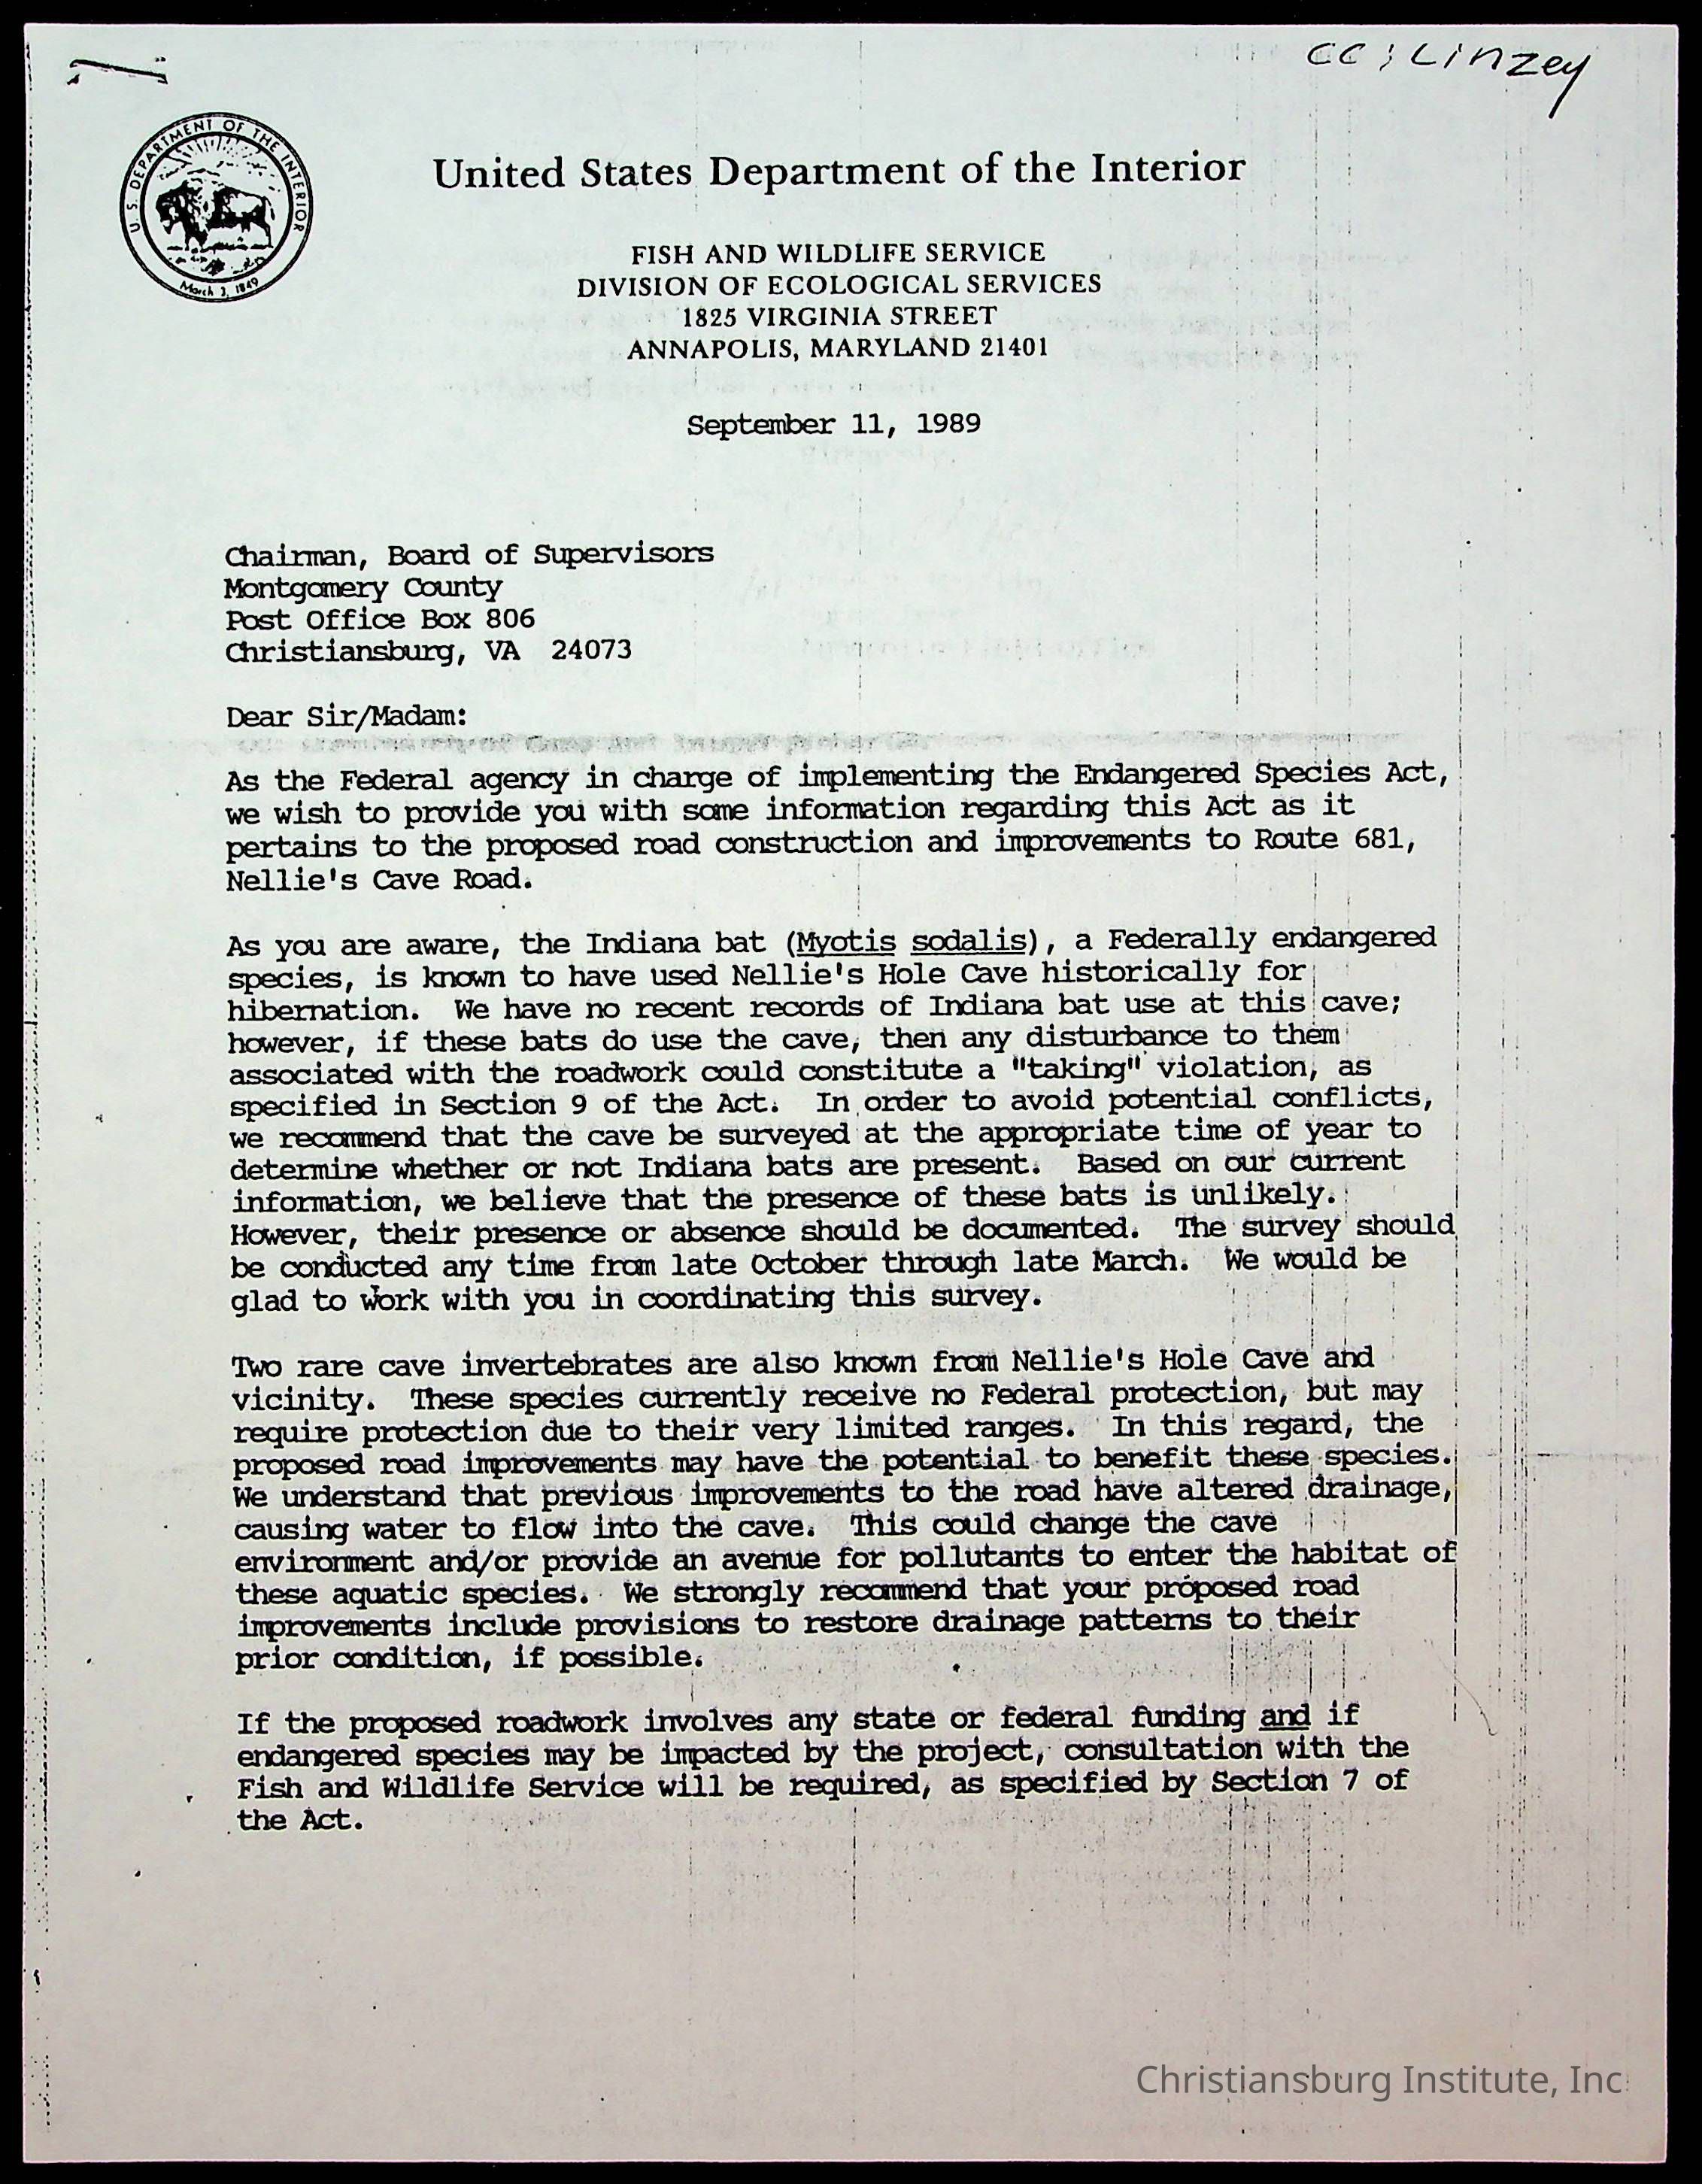 cc: Linzey
U. S. DEPARTMENT OF THE INTERIOR
March 3, 1849
United States Department of the Interior
FISH AND WILDLIFE SERVICE
DIVISION OF ECOLOGICAL SERVICES
1825 VIRGINIA STREET
ANNAPOLIS, MARYLAND 21401
September 11, 1989
Chairman, Board of Supervisors
Montgomery County
Post Office Box 806
Christiansburg, VA 24073
Dear Sir/Madam:
As the Federal agency in charge of implementing the Endangered Species Act,
we wish to provide you with some information regarding this Act as it
pertains to the proposed road construction and improvements to Route 681,
Nellie's Cave Road.
As you are aware, the Indiana bat (Myotis sodalis), a Federally endangered
species, is known to have used Nellie's Hole Cave historically for
hibernation. We have no recent records of Indiana bat use at this cave;
however, if these bats do use the cave, then any disturbance to them
associated with the roadwork could constitute a "taking" violation, as
specified in Section 9 of the Act. In order to avoid potential conflicts,
we recommend that the cave be surveyed at the appropriate time of year to
determine whether or not Indiana bats are present. Based on our current
information, we believe that the presence of these bats is unlikely.
However, their presence or absence should be documented. The survey should
be conducted any time from late October through late March. We would be
glad to work with you in coordinating this survey.
Two rare cave invertebrates are also known from Nellie's Hole Cave and
vicinity. These species currently receive no Federal protection, but may
require protection due to their very limited ranges. In this regard, the
proposed road improvements may have the potential to benefit these species.
We understand that previous improvements to the road have altered drainage,
causing water to flow into the cave. This could change the cave
environment and/or provide an avenue for pollutants to enter the habitat of
these aquatic species. We strongly recommend that your proposed road
improvements include provisions to restore drainage patterns to their
prior condition, if possible.
If the proposed roadwork involves any state or federal funding and if
endangered species may be impacted by the project, consultation with the
Fish and Wildlife Service will be required, as specified by Section 7 of
the Act.
Christiansburg Institute, Inc